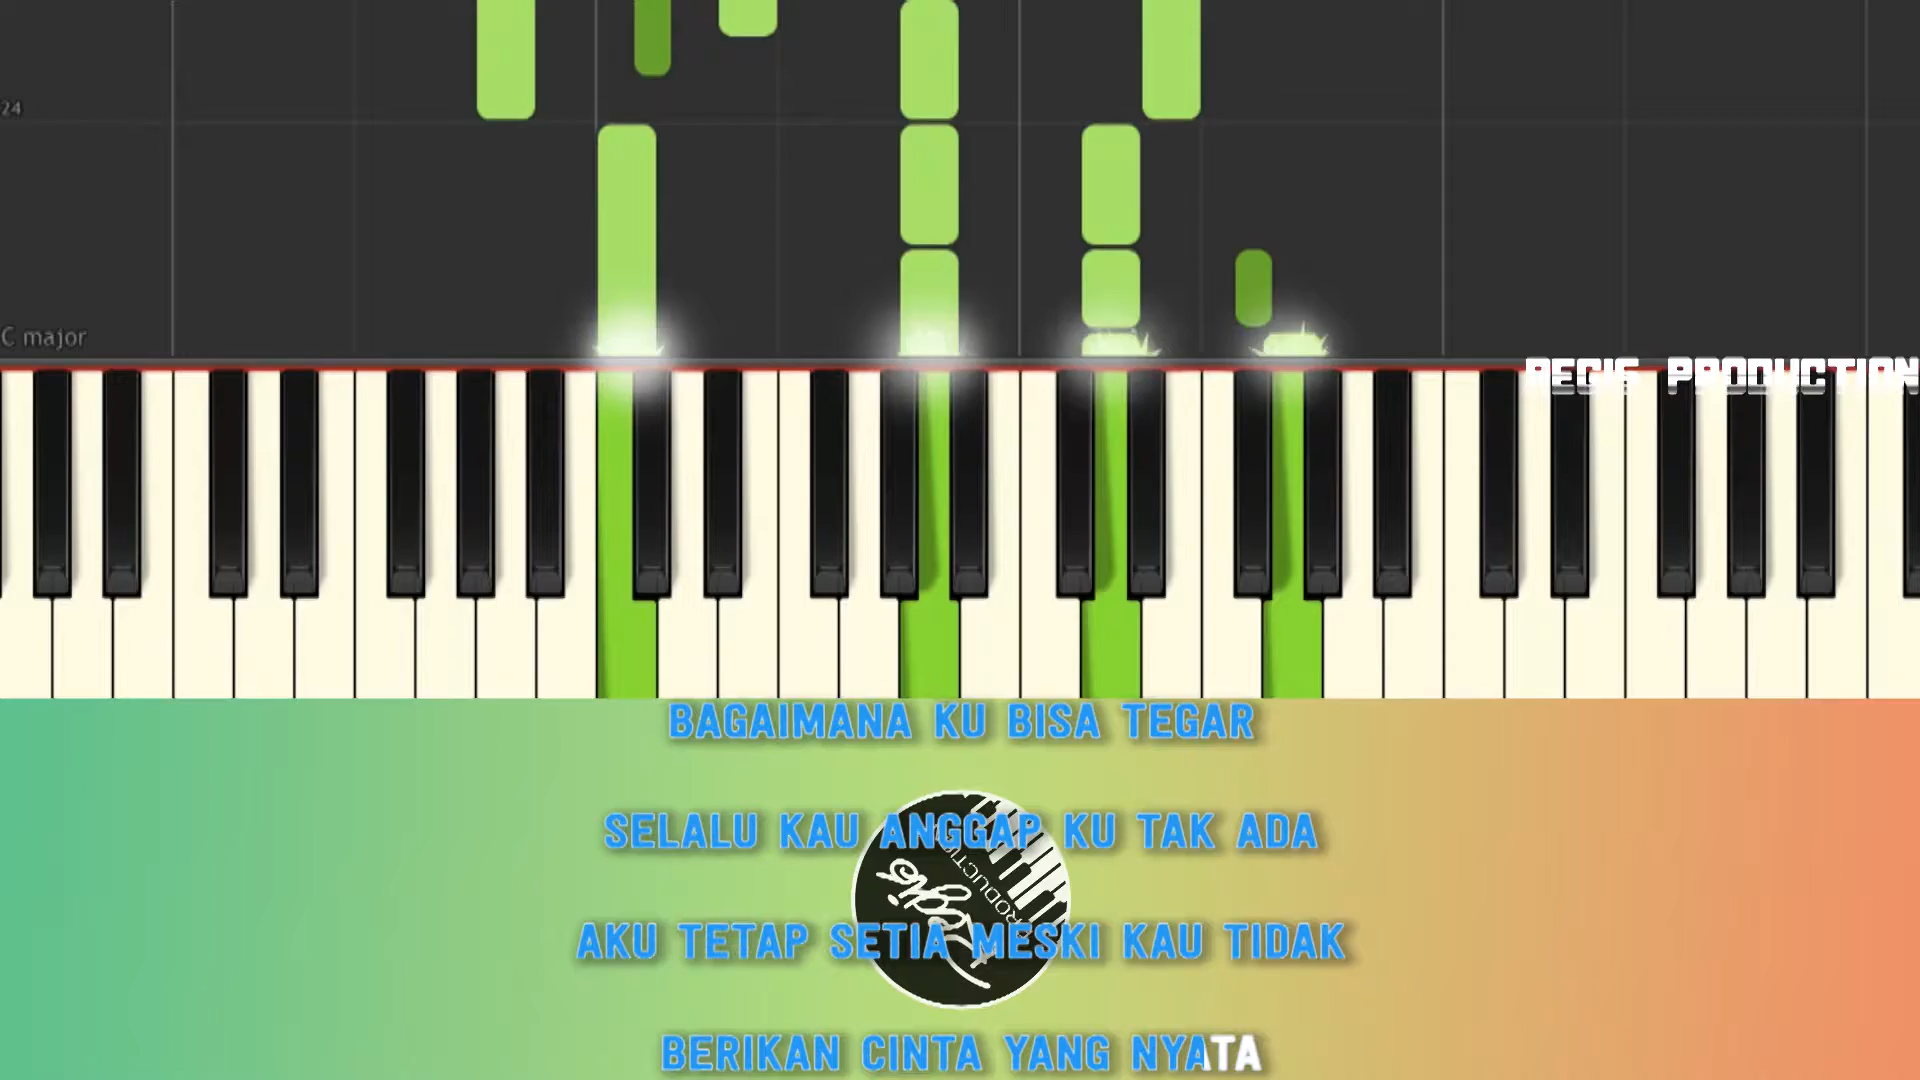 24
C major
REGIS PRODUCTION
BAGAIMANA KU BISA TEGAR
SELALU KAU ANGGAP KU TAK ADA
AKU TETAP SETIA MESKI KAU TIDAK
BERIKAN CINTA YANG NYATA